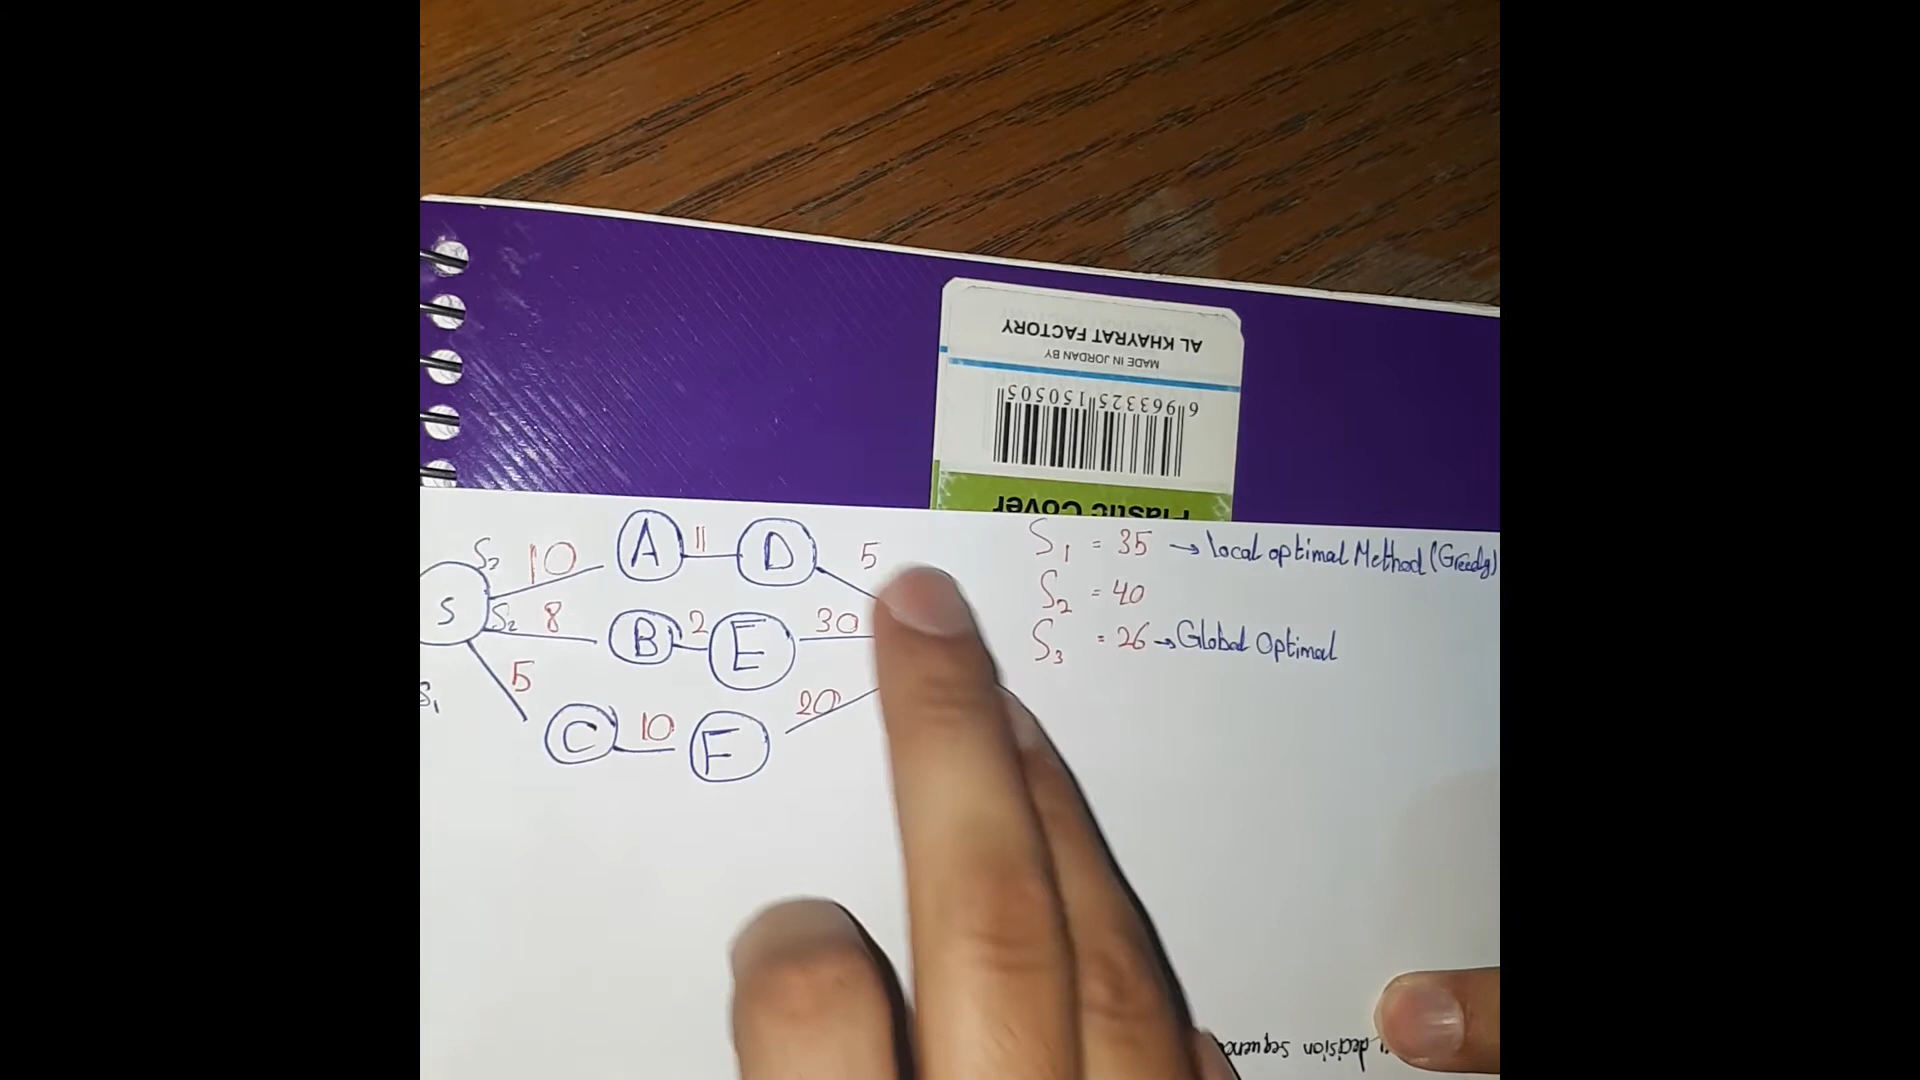 AL KHAYRAT FACTORY
MADE IN JORDAN BY
6 963325 150505
Plastic Cover
S₂ 10 A 11 D 5
S S₂ 8 B 2 E 30
S₁ 5 C 10 F 20
S₁ = 35 → local optimal Method (Greedy)
S₂ = 40
S₃ = 26 → Global Optimal
decision sequence